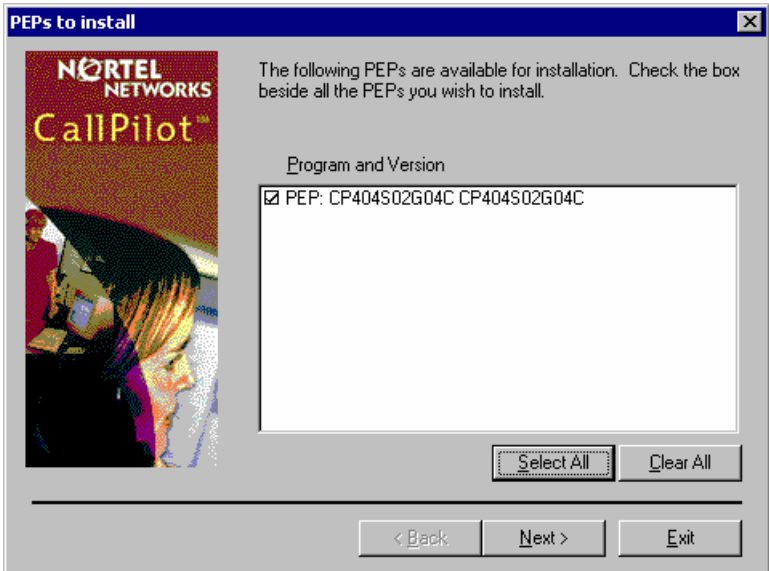 PEPs to install
NORTEL
NETWORKS
CallPilot™
The following PEPs are available for installation. Check the box
beside all the PEPs you wish to install.
Program and Version
PEP: CP404S02G04C CP404S02G04C
Select All
Clear All
< Back
Next >
Exit